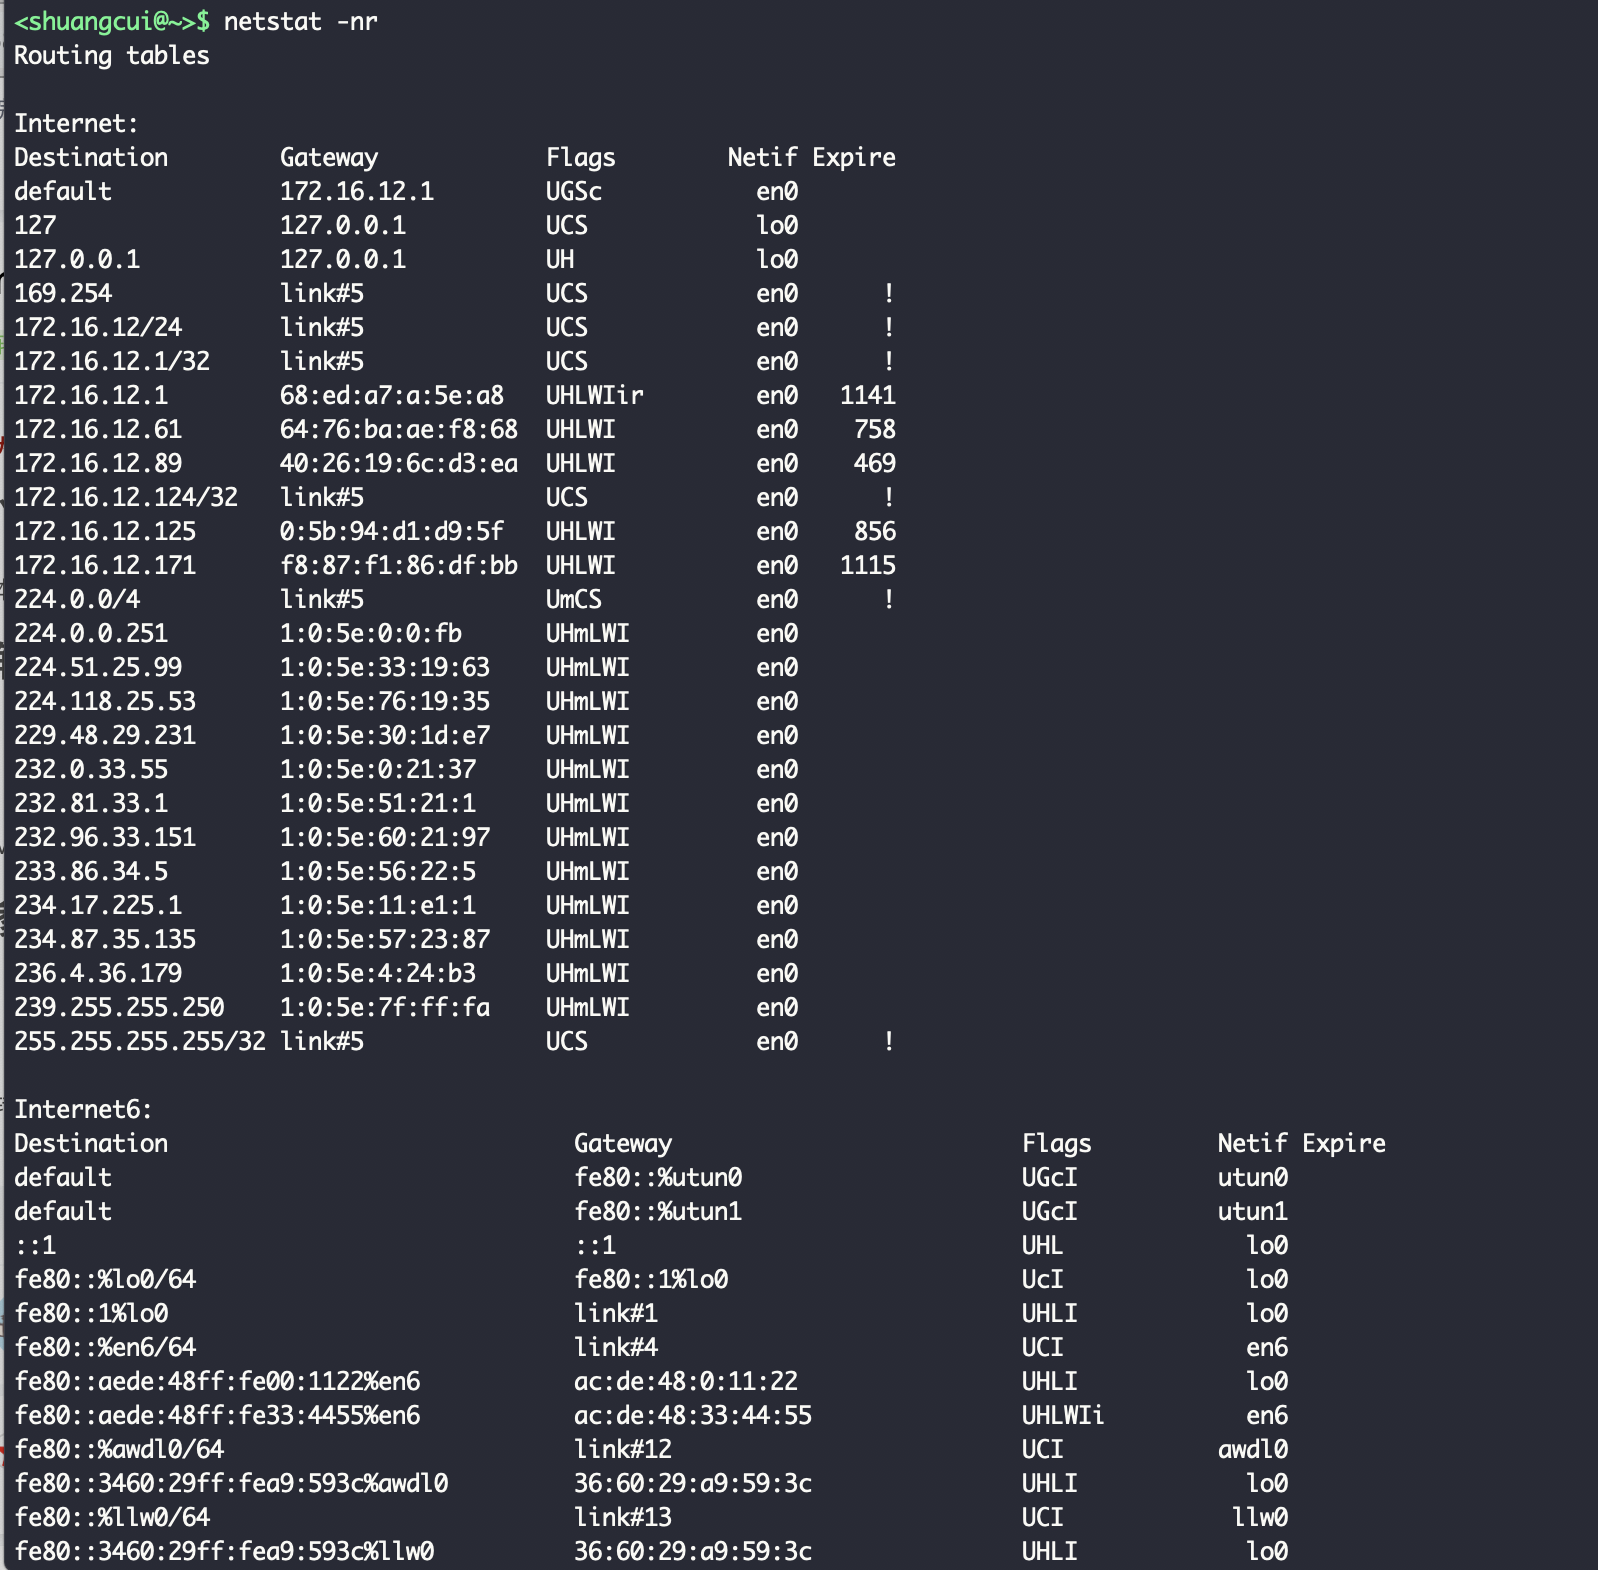 <shuangcui@~>$ netstat -nr
Routing tables
Internet:
Destination        Gateway            Flags        Netif Expire
default            172.16.12.1        UGSc           en0
127                127.0.0.1          UCS            lo0
127.0.0.1          127.0.0.1          UH             lo0
169.254            link#5             UCS            en0      !
172.16.12/24       link#5             UCS            en0      !
172.16.12.1/32     link#5             UCS            en0      !
172.16.12.1        68:ed:a7:a:5e:a8   UHLWIir        en0   1141
172.16.12.61       64:76:ba:ae:f8:68  UHLWI          en0    758
172.16.12.89       40:26:19:6c:d3:ea  UHLWI          en0    469
172.16.12.124/32   link#5             UCS            en0      !
172.16.12.125      0:5b:94:d1:d9:5f   UHLWI          en0    856
172.16.12.171      f8:87:f1:86:df:bb  UHLWI          en0   1115
224.0.0/4          link#5             UmCS           en0      !
224.0.0.251        1:0:5e:0:0:fb      UHmLWI         en0
224.51.25.99       1:0:5e:33:19:63    UHmLWI         en0
224.118.25.53      1:0:5e:76:19:35    UHmLWI         en0
229.48.29.231      1:0:5e:30:1d:e7    UHmLWI         en0
232.0.33.55        1:0:5e:0:21:37     UHmLWI         en0
232.81.33.1        1:0:5e:51:21:1     UHmLWI         en0
232.96.33.151      1:0:5e:60:21:97    UHmLWI         en0
233.86.34.5        1:0:5e:56:22:5     UHmLWI         en0
234.17.225.1       1:0:5e:11:e1:1     UHmLWI         en0
234.87.35.135      1:0:5e:57:23:87    UHmLWI         en0
236.4.36.179       1:0:5e:4:24:b3     UHmLWI         en0
239.255.255.250    1:0:5e:7f:ff:fa    UHmLWI         en0
255.255.255.255/32 link#5             UCS            en0      !
Internet6:
Destination                             Gateway                         Flags         Netif Expire
default                                 fe80::%utun0                    UGcI          utun0
default                                 fe80::%utun1                    UGcI          utun1
::1                                     ::1                             UHL             lo0
fe80::%lo0/64                           fe80::1%lo0                     UcI             lo0
fe80::1%lo0                             link#1                          UHLI            lo0
fe80::%en6/64                           link#4                          UCI             en6
fe80::aede:48ff:fe00:1122%en6           ac:de:48:0:11:22                UHLI            lo0
fe80::aede:48ff:fe33:4455%en6           ac:de:48:33:44:55               UHLWIi          en6
fe80::%awdl0/64                         link#12                         UCI           awdl0
fe80::3460:29ff:fea9:593c%awdl0         36:60:29:a9:59:3c               UHLI            lo0
fe80::%llw0/64                          link#13                         UCI            llw0
fe80::3460:29ff:fea9:593c%llw0          36:60:29:a9:59:3c               UHLI            lo0